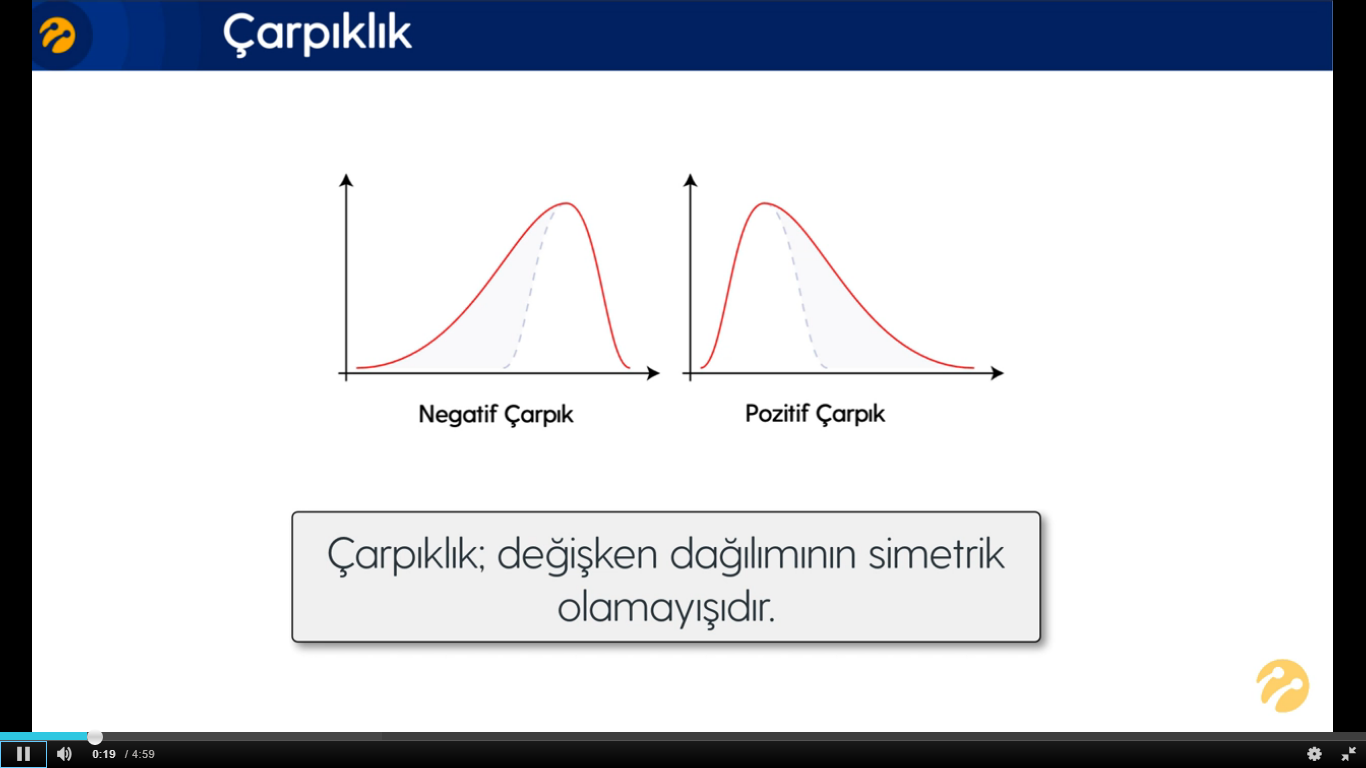 Çarpıklık
Negatif Çarpık
Pozitif Çarpık
Çarpıklık; değişken dağılımının simetrik
olamayışıdır.
0:19 / 4:59